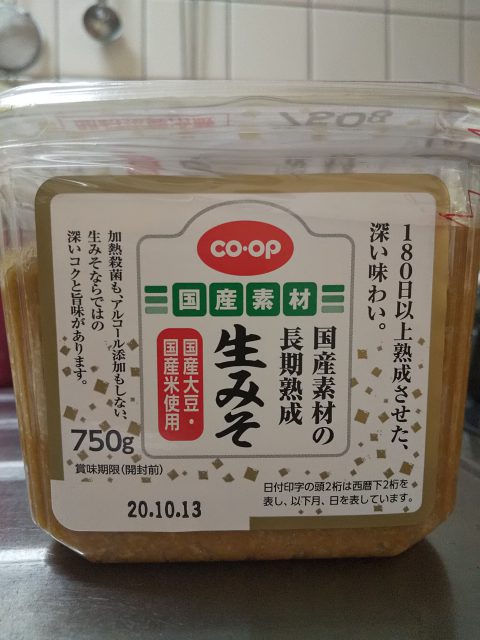 750g
180日以上熟成させた、
深い味わい。
co・op
国産素材
国産素材の
長期熟成
生みそ
国産大豆・
国産米使用
加熱殺菌も、アルコール添加もしない、
生みそならではの
深いコクと旨味があります。
750g
賞味期限(開封前)
20.10.13
日付印字の頭2桁は西暦下2桁を
表し、以下月、日を表しています。